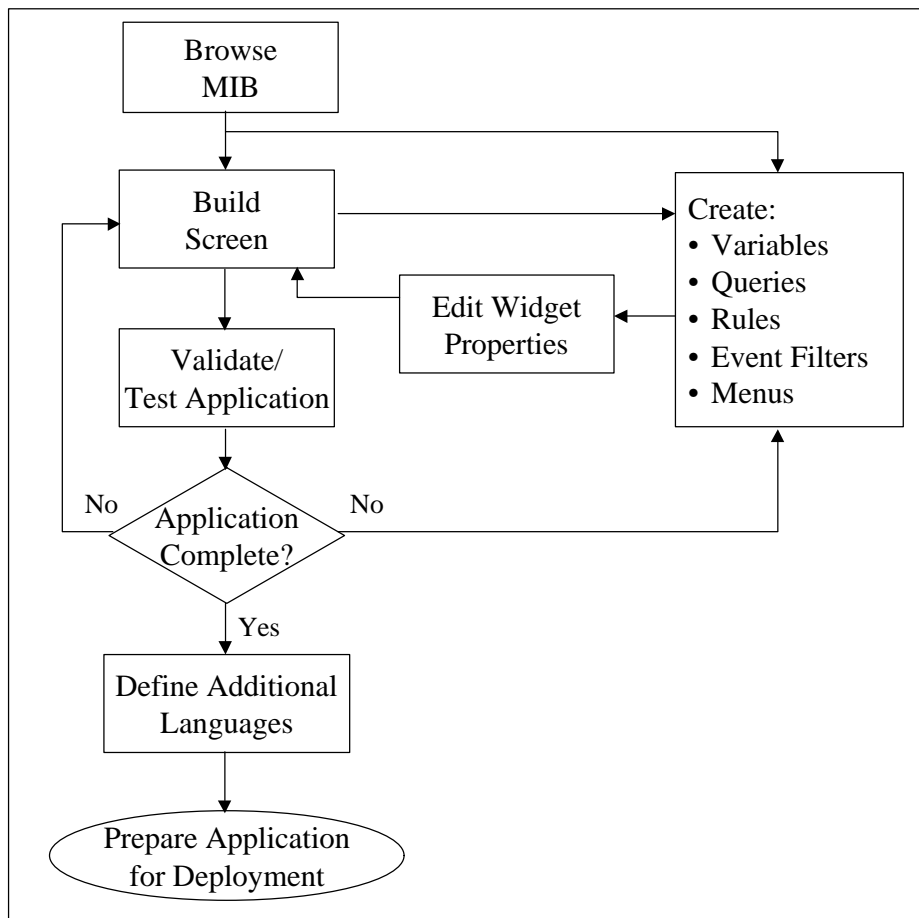 Browse
MIB
Build
Screen
Create:
• Variables
• Queries
• Rules
• Event Filters
• Menus
Edit Widget
Properties
Validate/
Test Application
No
No
Application
Complete?
Yes
Define Additional
Languages
Prepare Application
for Deployment